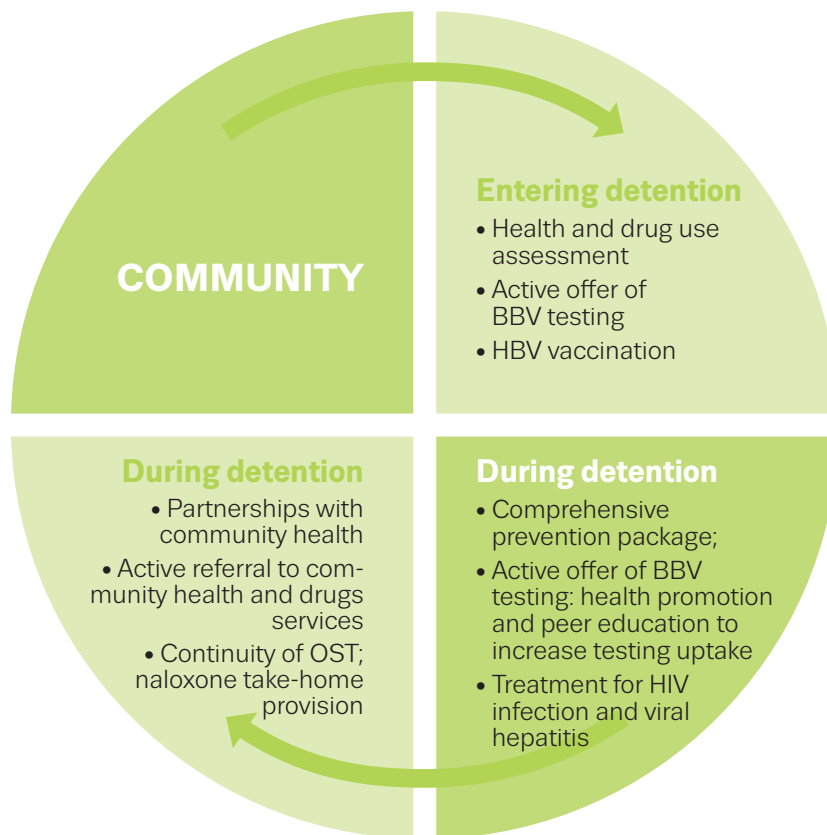 COMMUNITY
Entering detention
• Health and drug use
assessment
• Active offer of
BBV testing
• HBV vaccination
During detention
• Comprehensive
prevention package;
• Active offer of BBV
testing: health promotion
and peer education to
increase testing uptake
• Treatment for HIV
infection and viral
hepatitis
During detention
• Partnerships with
community health
• Active referral to com-
munity health and drugs
services
• Continuity of OST;
naloxone take-home
provision